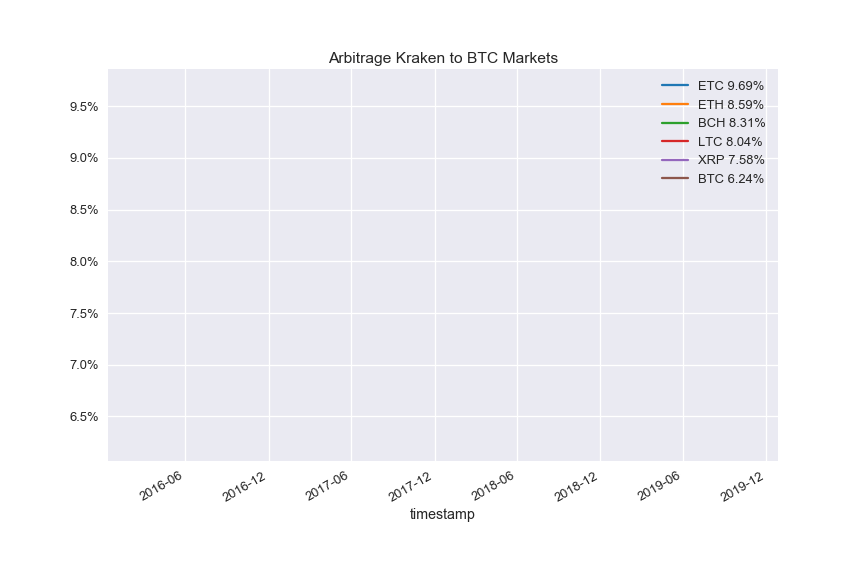 Arbitrage Kraken to BTC Markets
ETC 9.69%
ETH 8.59%
BCH 8.31%
LTC 8.04%
XRP 7.58%
BTC 6.24%
9.5%
9.0%
8.5%
8.0%
7.5%
7.0%
6.5%
2016-06
2016-12
2017-06
2017-12
2018-06
2018-12
2019-06
2019-12
timestamp